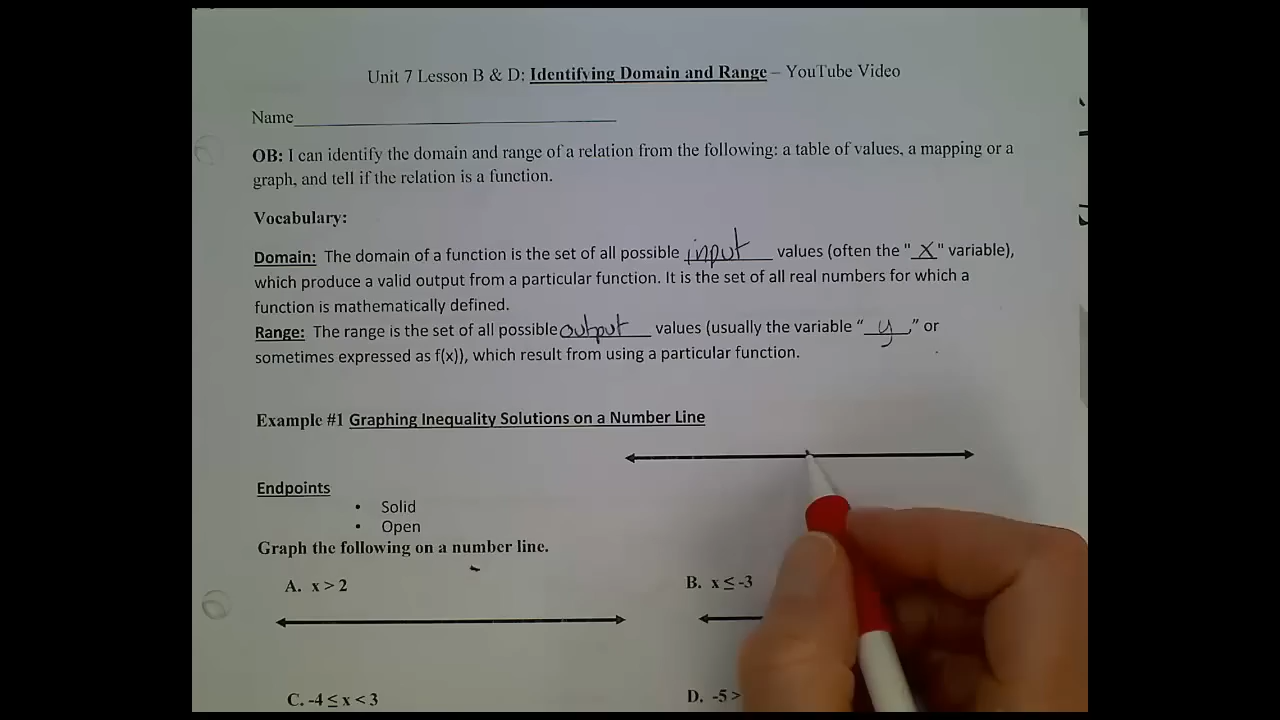 Unit 7 Lesson B & D: Identifying Domain and Range – YouTube Video
Name
OB: I can identify the domain and range of a relation from the following: a table of values, a mapping or a
graph, and tell if the relation is a function.
Vocabulary:
Domain: The domain of a function is the set of all possible input values (often the "x" variable),
which produce a valid output from a particular function. It is the set of all real numbers for which a
function is mathematically defined.
Range: The range is the set of all possible output values (usually the variable “y” or
sometimes expressed as f(x)), which result from using a particular function.
Example #1 Graphing Inequality Solutions on a Number Line
Endpoints
• Solid
• Open
Graph the following on a number line.
A. x > 2
B. x ≤ -3
C. -4 ≤ x < 3
D. -5 >